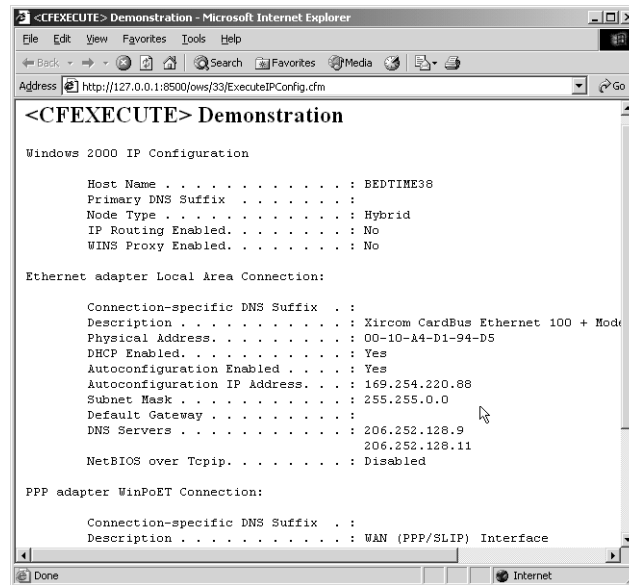 <CFEXECUTE> Demonstration - Microsoft Internet Explorer
File Edit View Favorites Tools Help
Back Search Favorites Media
Address http://127.0.0.1:8500/ows/33/ExecuteIPConfig.cfm Go
<CFEXECUTE> Demonstration
Windows 2000 IP Configuration
Host Name . . . . . . . . . . . . : BEDTIME38
Primary DNS Suffix . . . . . . . :
Node Type . . . . . . . . . . . . : Hybrid
IP Routing Enabled. . . . . . . . : No
WINS Proxy Enabled. . . . . . . . : No
Ethernet adapter Local Area Connection:
Connection-specific DNS Suffix . :
Description . . . . . . . . . . . : Xircom CardBus Ethernet 100 + Mode
Physical Address. . . . . . . . . : 00-10-A4-D1-94-D5
DHCP Enabled. . . . . . . . . . . : Yes
Autoconfiguration Enabled . . . . : Yes
Autoconfiguration IP Address. . . : 169.254.220.88
Subnet Mask . . . . . . . . . . . : 255.255.0.0
Default Gateway . . . . . . . . . :
DNS Servers . . . . . . . . . . . : 206.252.128.9
206.252.128.11
NetBIOS over Tcpip. . . . . . . . : Disabled
PPP adapter WinPoET Connection:
Connection-specific DNS Suffix . :
Description . . . . . . . . . . . : WAN (PPP/SLIP) Interface
Done Internet